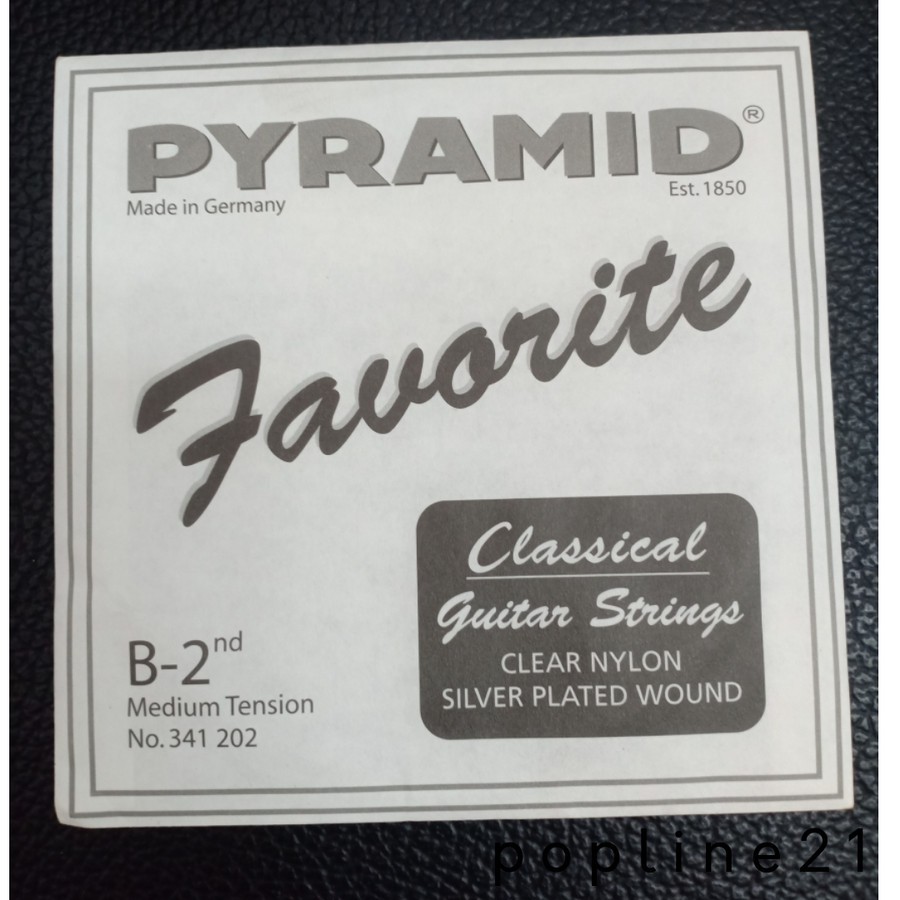 PYRAMID®
Made in Germany
Est. 1850
Favorite
Classical
Guitar Strings
CLEAR NYLON
SILVER PLATED WOUND
B-2nd
Medium Tension
No. 341 202
popline21